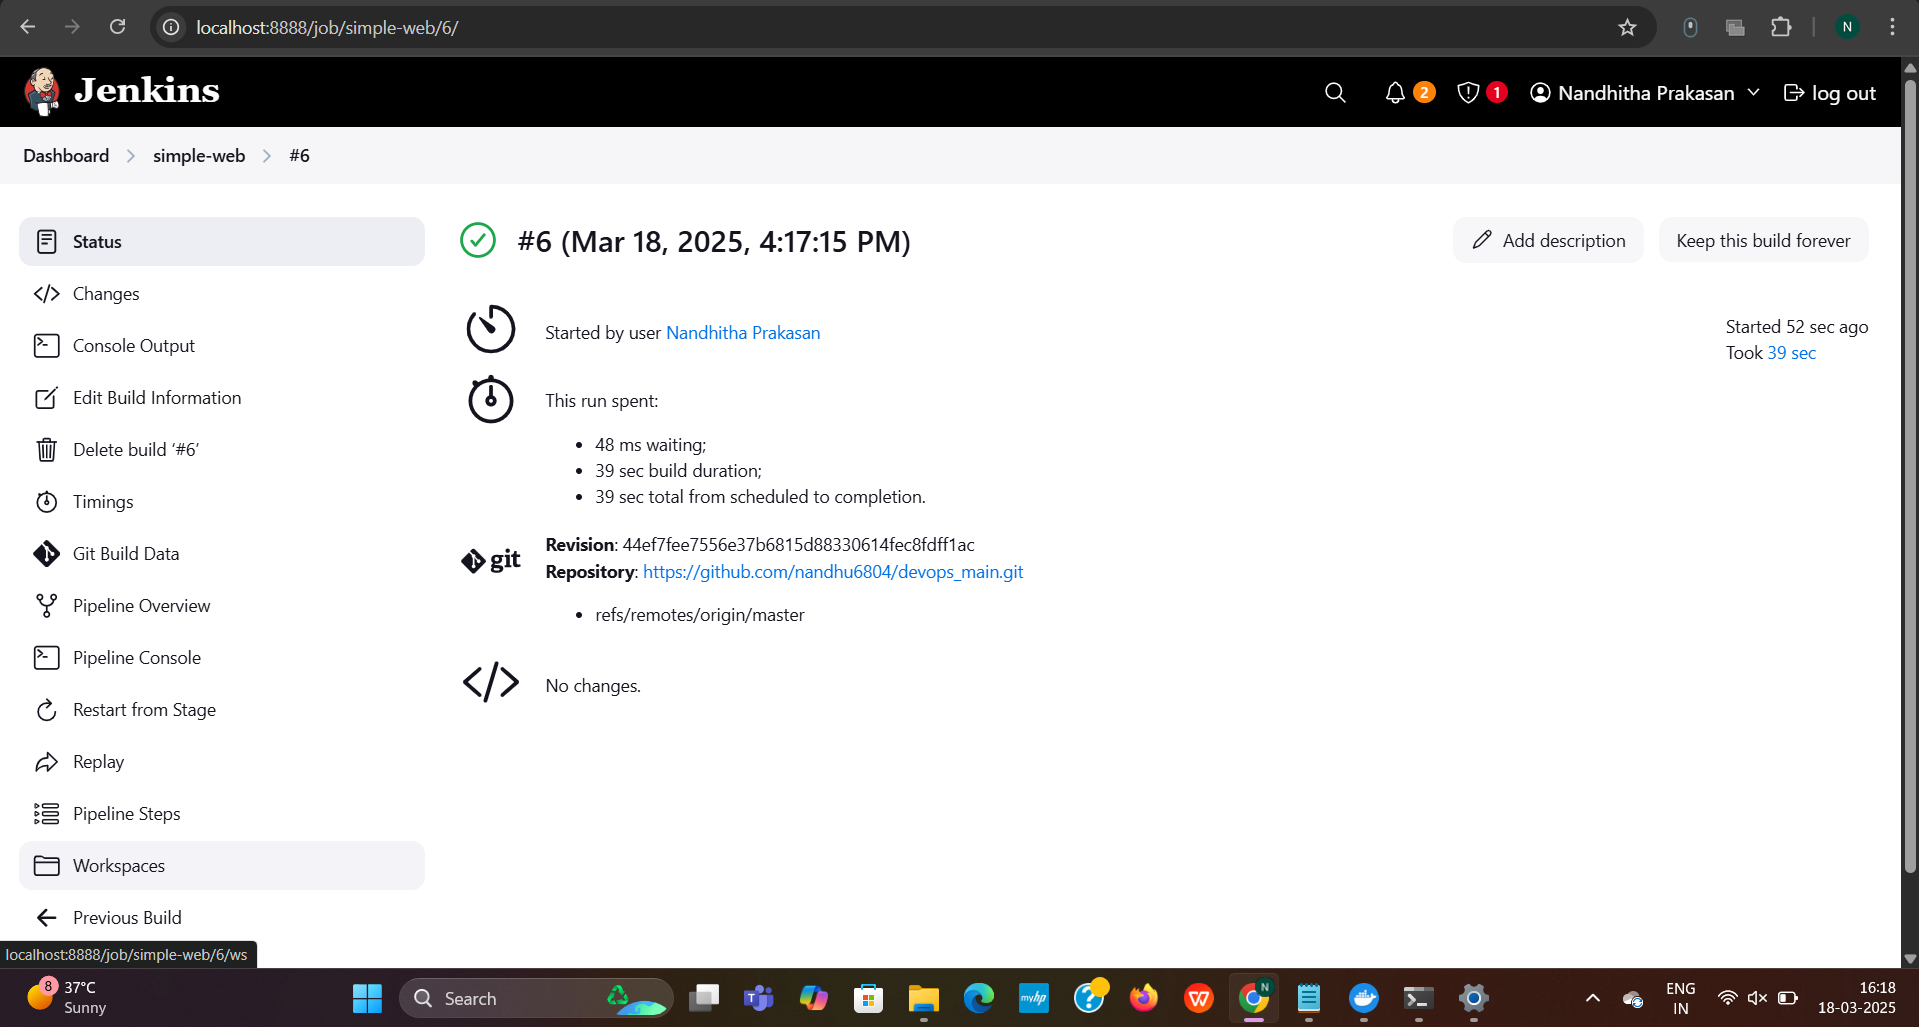 localhost:8888/job/simple-web/6/
N
Jenkins
2
1
Nandhitha Prakasan
log out
Dashboard
simple-web
#6
Status
Changes
Console Output
Edit Build Information
Delete build ‘#6’
Timings
Git Build Data
Pipeline Overview
Pipeline Console
Restart from Stage
Replay
Pipeline Steps
Workspaces
Previous Build
#6 (Mar 18, 2025, 4:17:15 PM)
Add description
Keep this build forever
Started by user Nandhitha Prakasan
Started 52 sec ago
Took 39 sec
This run spent:
48 ms waiting;
39 sec build duration;
39 sec total from scheduled to completion.
git
Revision: 44ef7fee7556e37b6815d88330614fec8fdff1ac
Repository: https://github.com/nandhu6804/devops_main.git
refs/remotes/origin/master
No changes.
localhost:8888/job/simple-web/6/ws
8
37°C
Sunny
Search
T
myhp
?
W
N
ENG
IN
16:18
18-03-2025